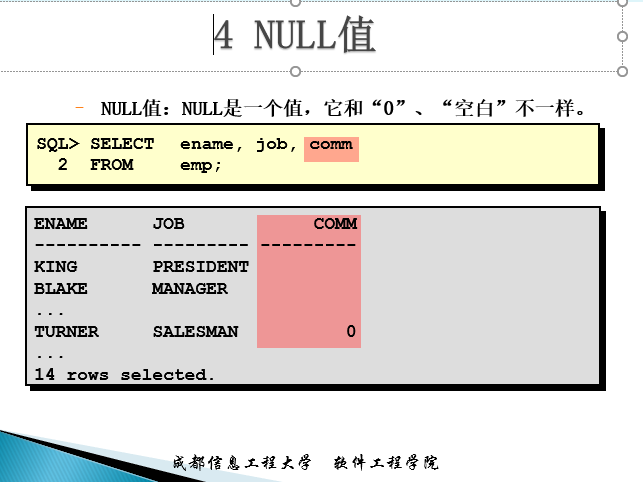 4 NULL值
– NULL值：NULL是一个值，它和“0”、“空白”不一样。
SQL> SELECT ename, job, comm
2 FROM emp;
ENAME JOB COMM
---------- --------- ---------
KING PRESIDENT
BLAKE MANAGER
...
TURNER SALESMAN 0
...
14 rows selected.
成都信息工程大学 软件工程学院